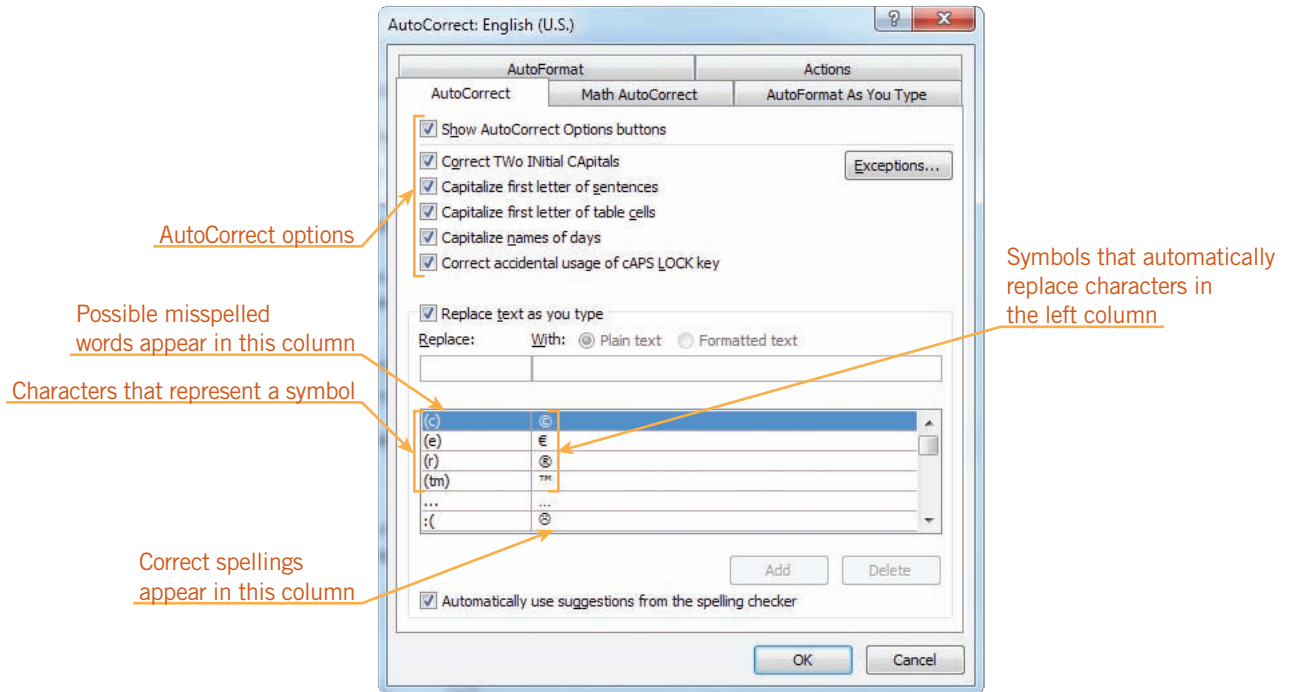 AutoCorrect: English (U.S.)
AutoFormat
Actions
AutoCorrect
Math AutoCorrect
AutoFormat As You Type
Show AutoCorrect Options buttons
Correct TWo INitial CApitals
Exceptions...
Capitalize first letter of sentences
Capitalize first letter of table cells
Capitalize names of days
Correct accidental usage of cAPS LOCK key
AutoCorrect options
Symbols that automatically
replace characters in
the left column
Possible misspelled
words appear in this column
Characters that represent a symbol
Replace text as you type
Replace: With: Plain text Formatted text
(c) ©
(e) €
(r) ®
(tm) ™
... ...
:( ☹
Correct spellings
appear in this column
Add
Delete
Automatically use suggestions from the spelling checker
OK
Cancel